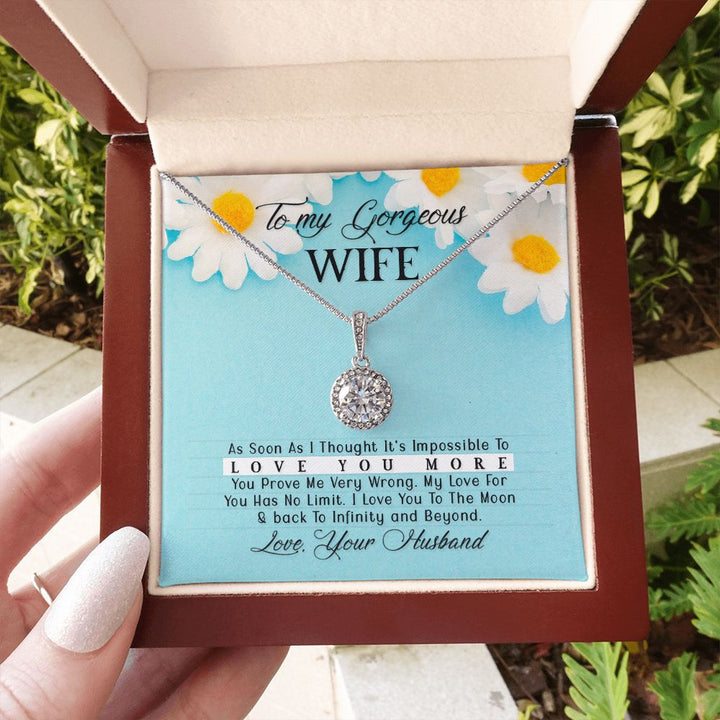 To my Gorgeous
WIFE
As Soon As I Thought It's Impossible To
LOVE YOU MORE
You Prove Me Very Wrong. My Love For
You Has No Limit. I Love You To The Moon
& back To Infinity and Beyond.
Love, Your Husband